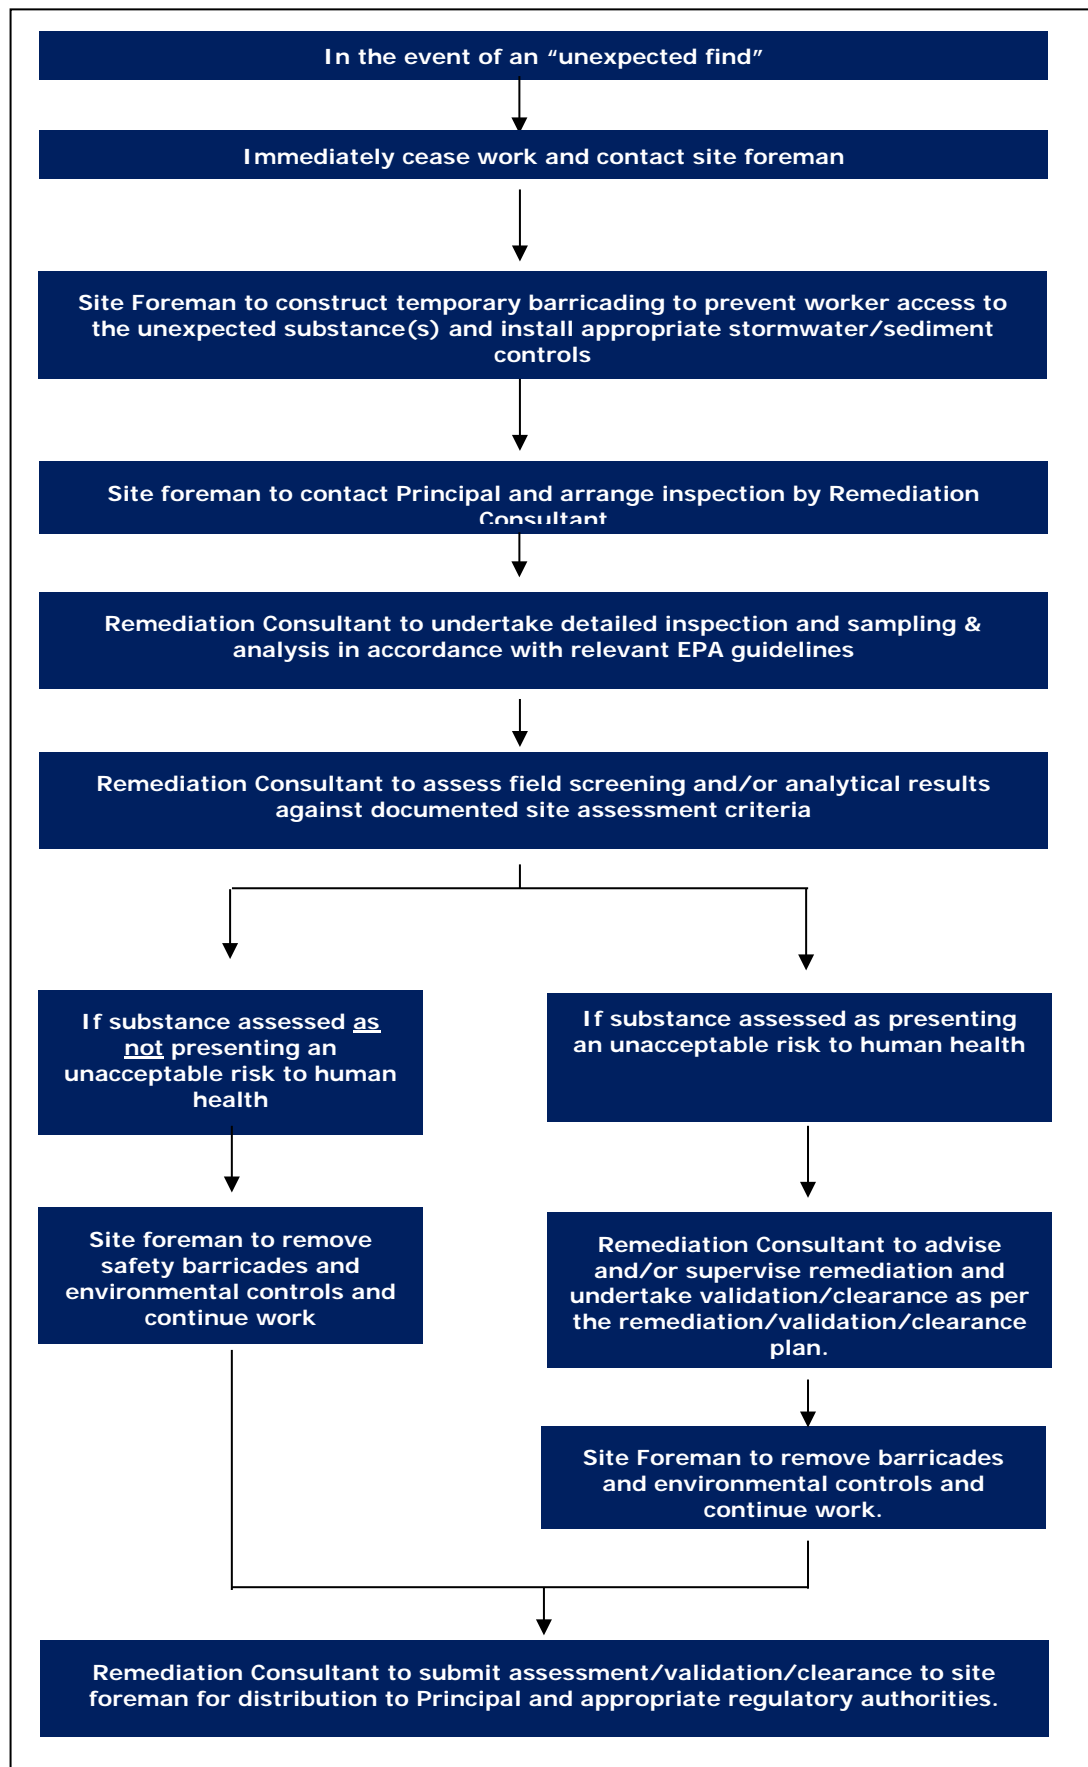 In the event of an “unexpected find”
Immediately cease work and contact site foreman
Site Foreman to construct temporary barricading to prevent worker access to
the unexpected substance(s) and install appropriate stormwater/sediment
controls
Site foreman to contact Principal and arrange inspection by Remediation
Consultant
Remediation Consultant to undertake detailed inspection and sampling &
analysis in accordance with relevant EPA guidelines
Remediation Consultant to assess field screening and/or analytical results
against documented site assessment criteria
If substance assessed as
not presenting an
unacceptable risk to human
health
If substance assessed as presenting
an unacceptable risk to human health
Site foreman to remove
safety barricades and
environmental controls and
continue work
Remediation Consultant to advise
and/or supervise remediation and
undertake validation/clearance as per
the remediation/validation/clearance
plan.
Site Foreman to remove barricades
and environmental controls and
continue work.
Remediation Consultant to submit assessment/validation/clearance to site
foreman for distribution to Principal and appropriate regulatory authorities.